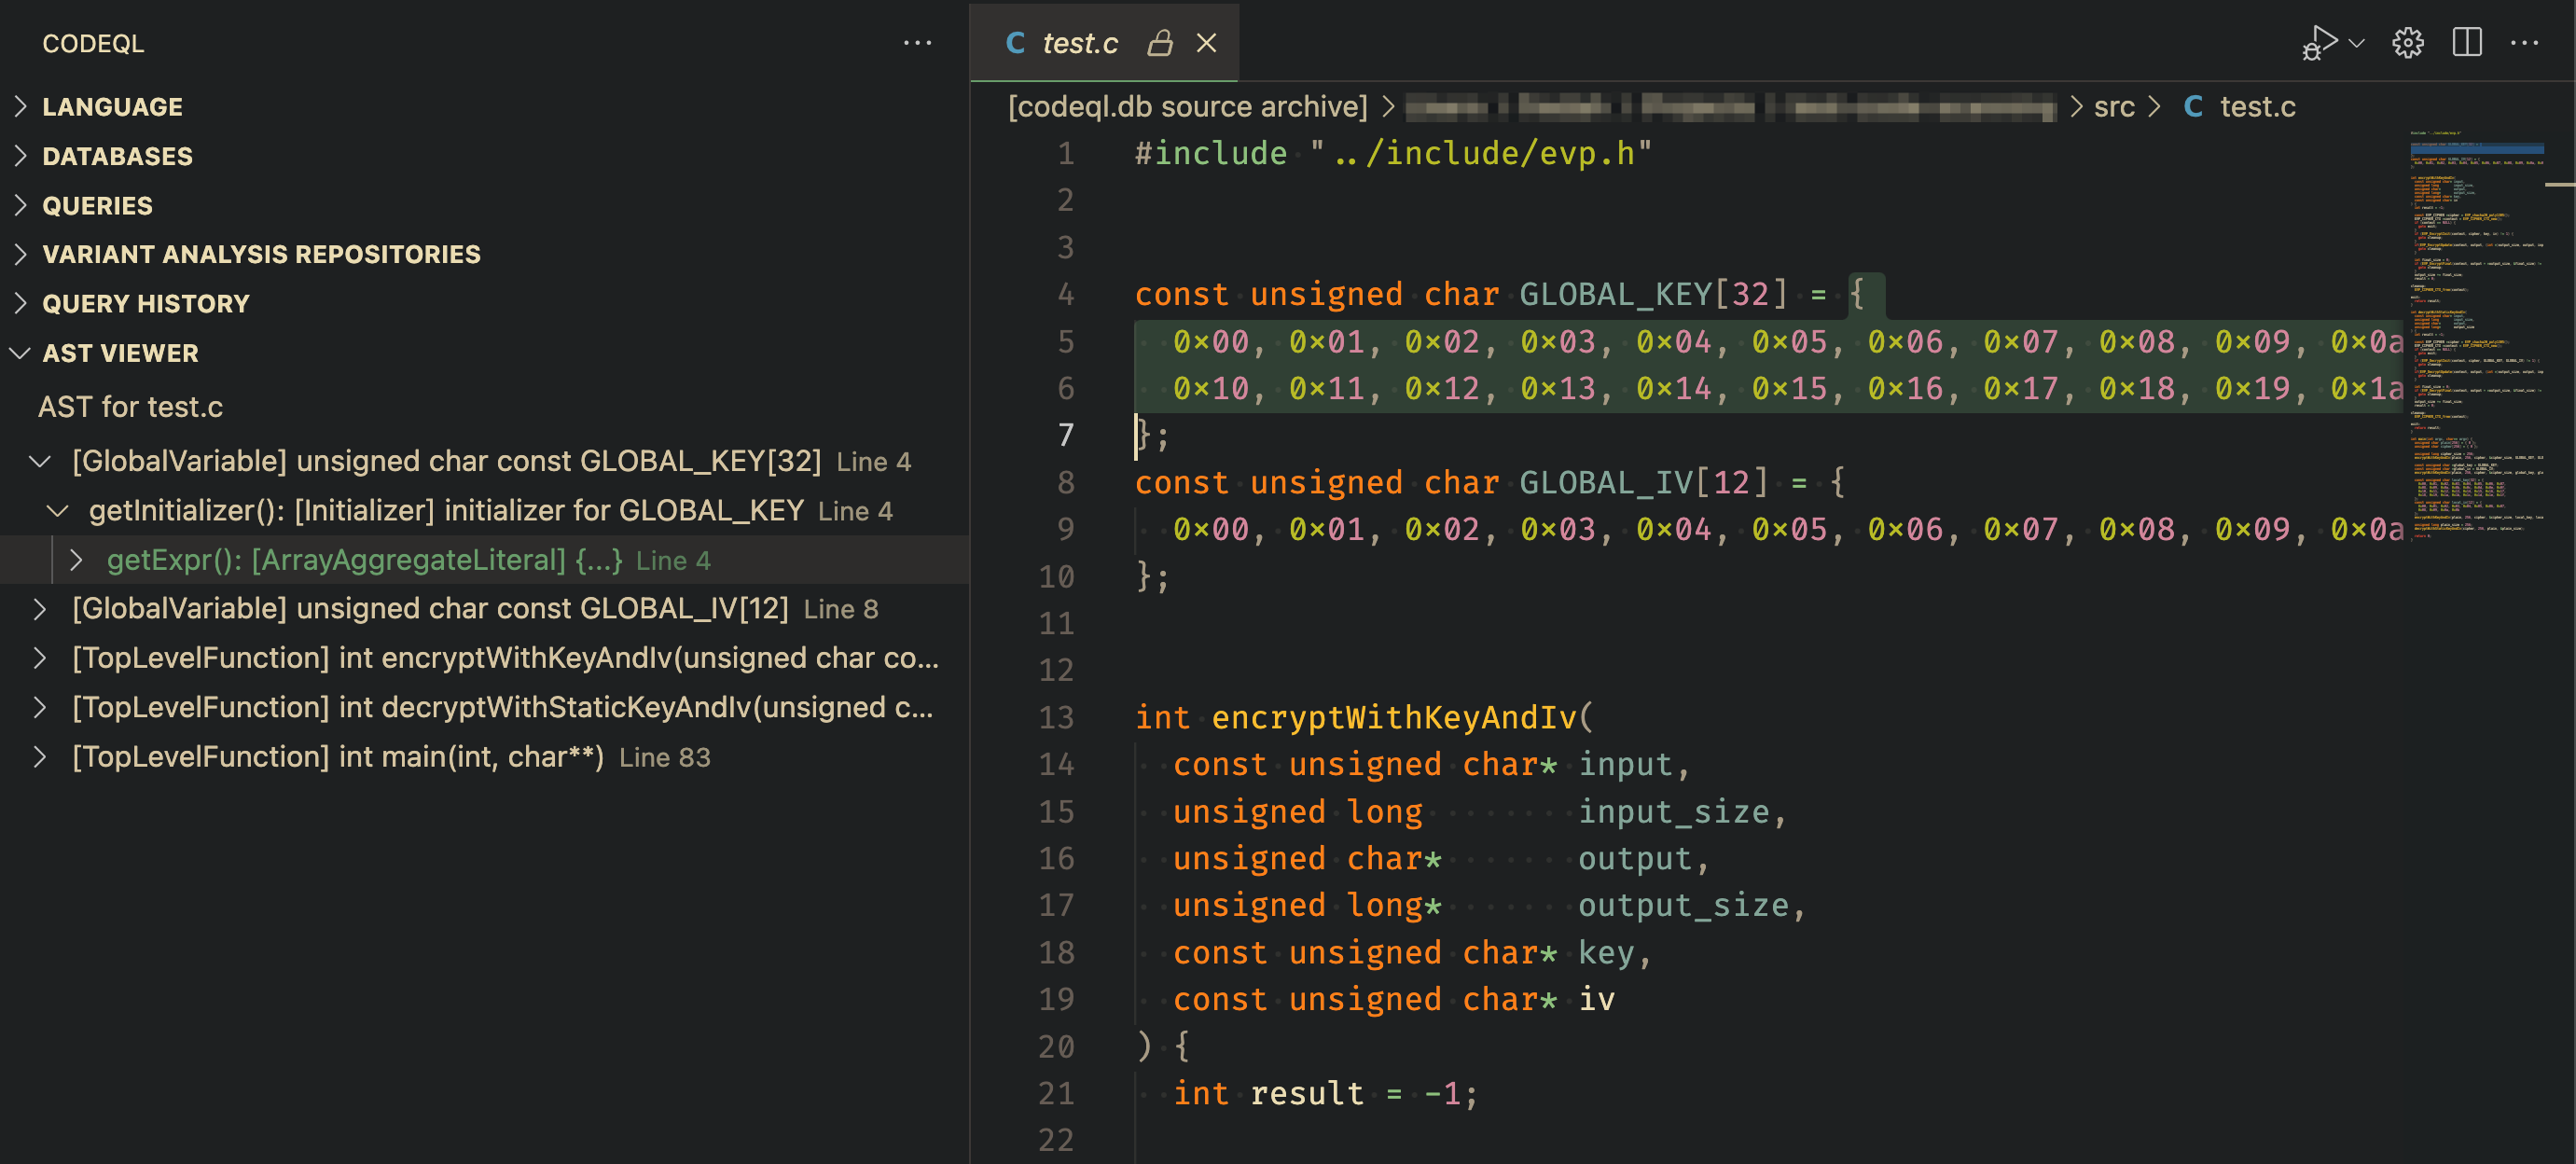 CODEQL
LANGUAGE
DATABASES
QUERIES
VARIANT ANALYSIS REPOSITORIES
QUERY HISTORY
AST VIEWER
AST for test.c
[GlobalVariable] unsigned char const GLOBAL_KEY[32] Line 4
getInitializer(): [Initializer] initializer for GLOBAL_KEY Line 4
getExpr(): [ArrayAggregateLiteral] {...} Line 4
[GlobalVariable] unsigned char const GLOBAL_IV[12] Line 8
[TopLevelFunction] int encryptWithKeyAndIv(unsigned char co...
[TopLevelFunction] int decryptWithStaticKeyAndIv(unsigned c...
[TopLevelFunction] int main(int, char**) Line 83
C test.c
[codeql.db source archive] > > src > C test.c
1 #include "../include/evp.h"
2
3
4 const unsigned char GLOBAL_KEY[32] = {
5 0x00, 0x01, 0x02, 0x03, 0x04, 0x05, 0x06, 0x07, 0x08, 0x09, 0x0a
6 0x10, 0x11, 0x12, 0x13, 0x14, 0x15, 0x16, 0x17, 0x18, 0x19, 0x1a
7 };
8 const unsigned char GLOBAL_IV[12] = {
9 0x00, 0x01, 0x02, 0x03, 0x04, 0x05, 0x06, 0x07, 0x08, 0x09, 0x0a
10 };
11
12
13 int encryptWithKeyAndIv(
14 const unsigned char* input,
15 unsigned long input_size,
16 unsigned char* output,
17 unsigned long* output_size,
18 const unsigned char* key,
19 const unsigned char* iv
20 ) {
21 int result = -1;
22